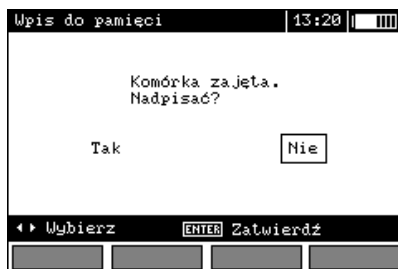 Wpis do pamięci 13:20
Komórka zajęta.
Nadpisać?
Tak Nie
Wybierz ENTER Zatwierdź